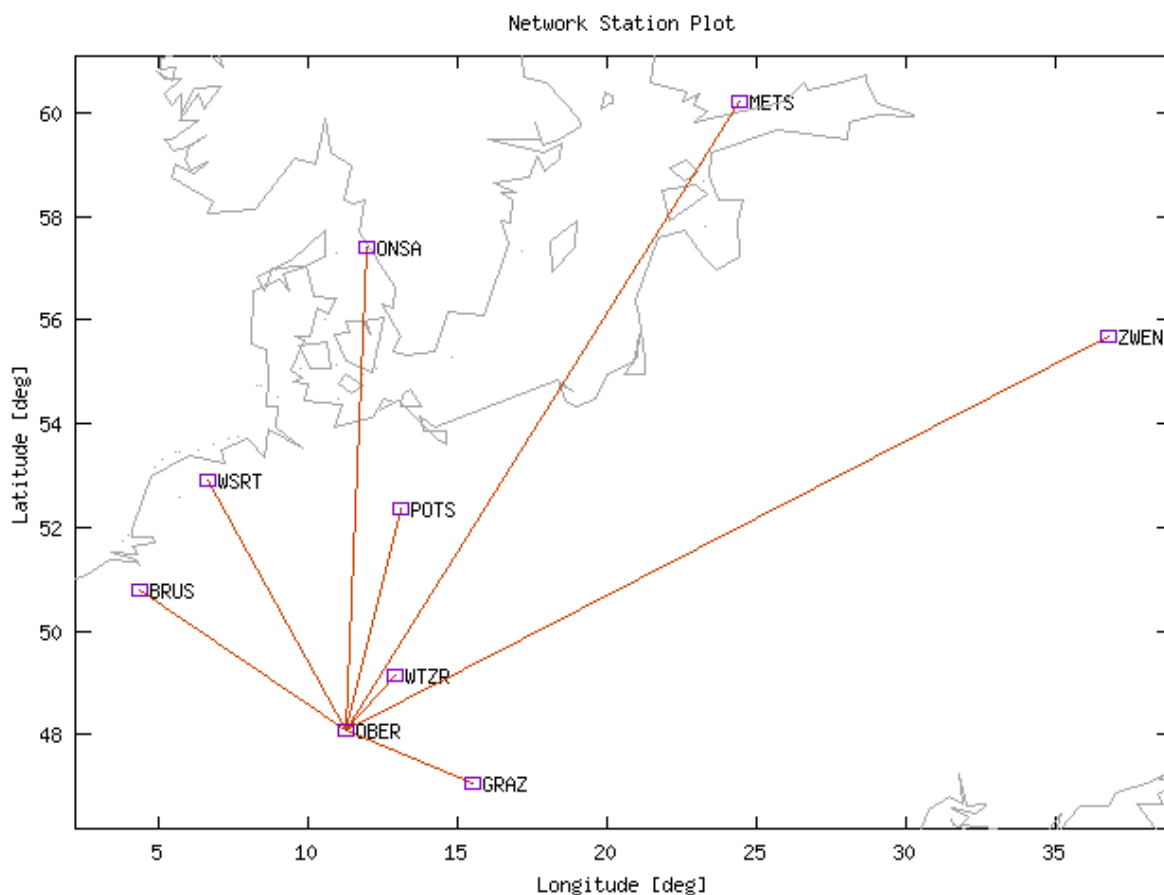 Network Station Plot
60
58
56
54
52
50
48
Latitude [deg]
METS
ONSA
ZWEN
WSRT
POTS
BRUS
WTZR
OBER
GRAZ
5 10 15 20 25 30 35
Longitude [deg]